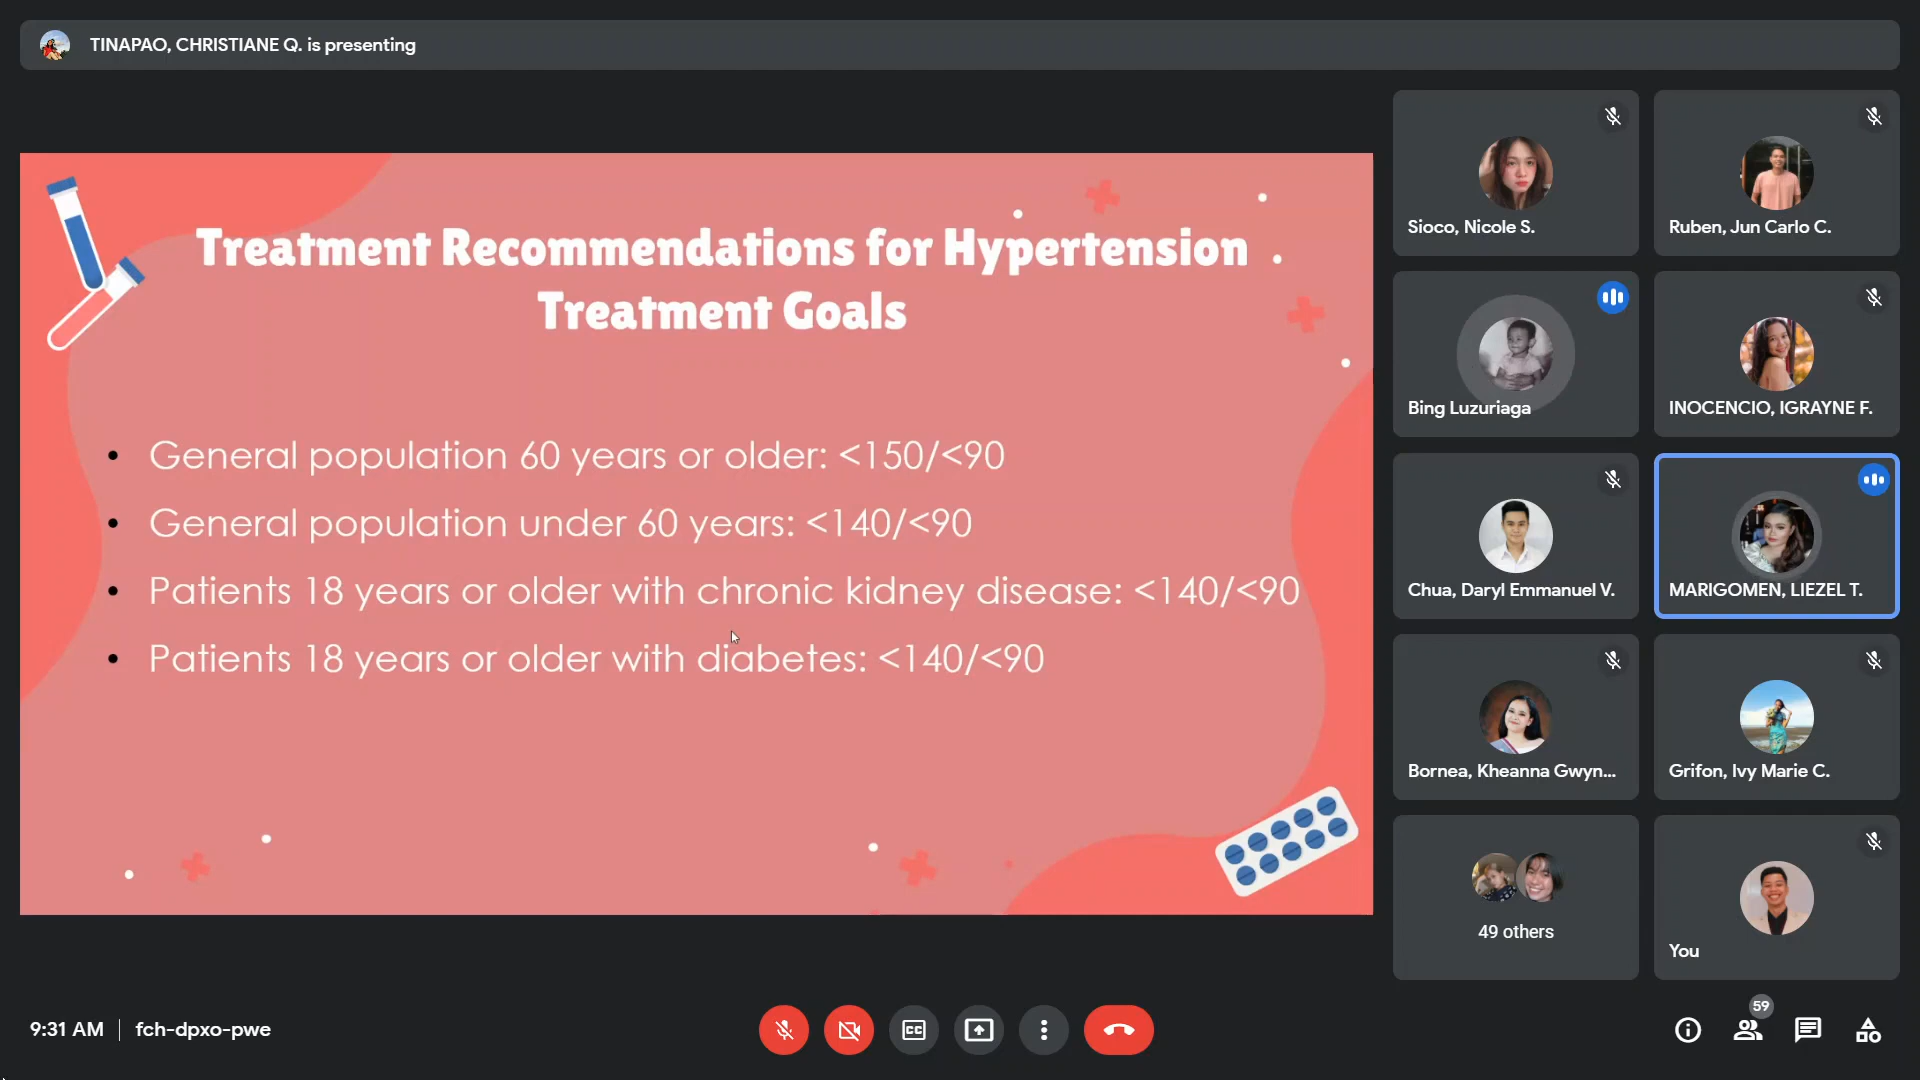 TINAPAO, CHRISTIANE Q. is presenting
Treatment Recommendations for Hypertension
Treatment Goals
• General population 60 years or older: <150/<90
• General population under 60 years: <140/<90
• Patients 18 years or older with chronic kidney disease: <140/<90
• Patients 18 years or older with diabetes: <140/<90
Sioco, Nicole S.
Ruben, Jun Carlo C.
Bing Luzuriaga
INOCENCIO, IGRAYNE F.
Chua, Daryl Emmanuel V.
MARIGOMEN, LIEZEL T.
Bornea, Kheanna Gwyn...
Grifon, Ivy Marie C.
49 others
You
9:31 AM | fch-dpxo-pwe
CC
59